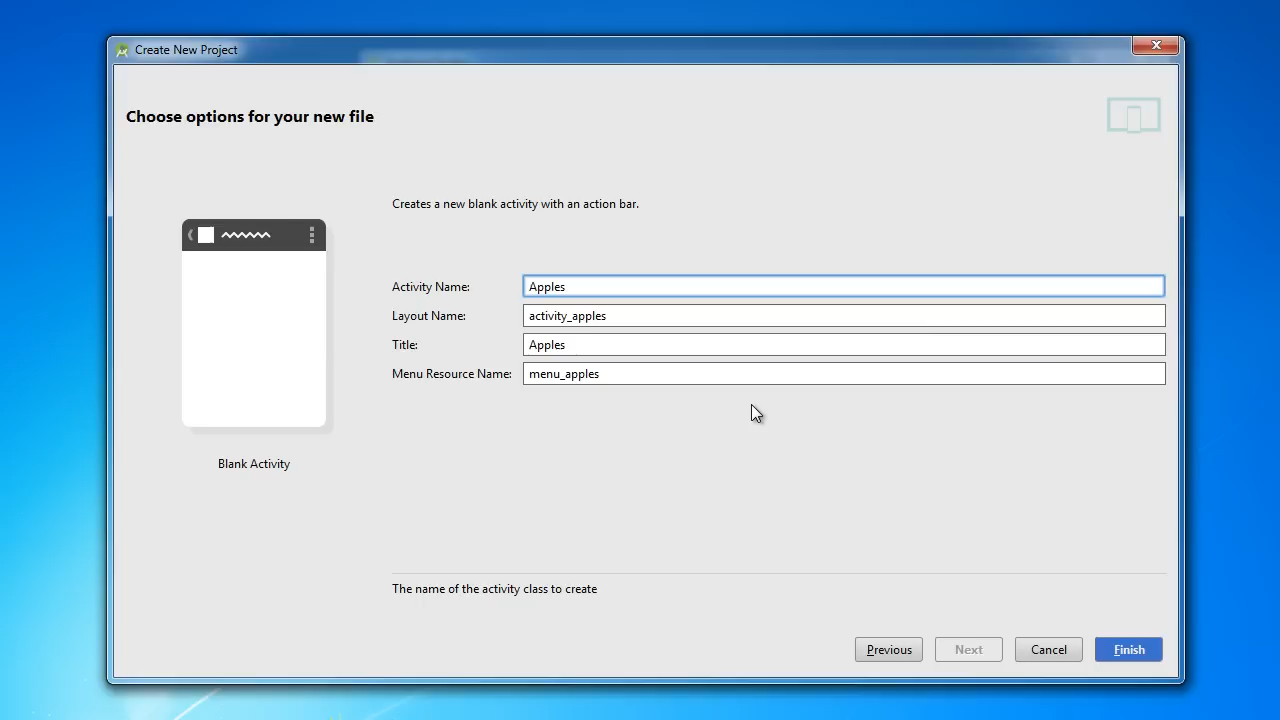 Create New Project
Choose options for your new file
Creates a new blank activity with an action bar.
Activity Name: Apples
Layout Name: activity_apples
Title: Apples
Menu Resource Name: menu_apples
Blank Activity
The name of the activity class to create
Previous Next Cancel Finish